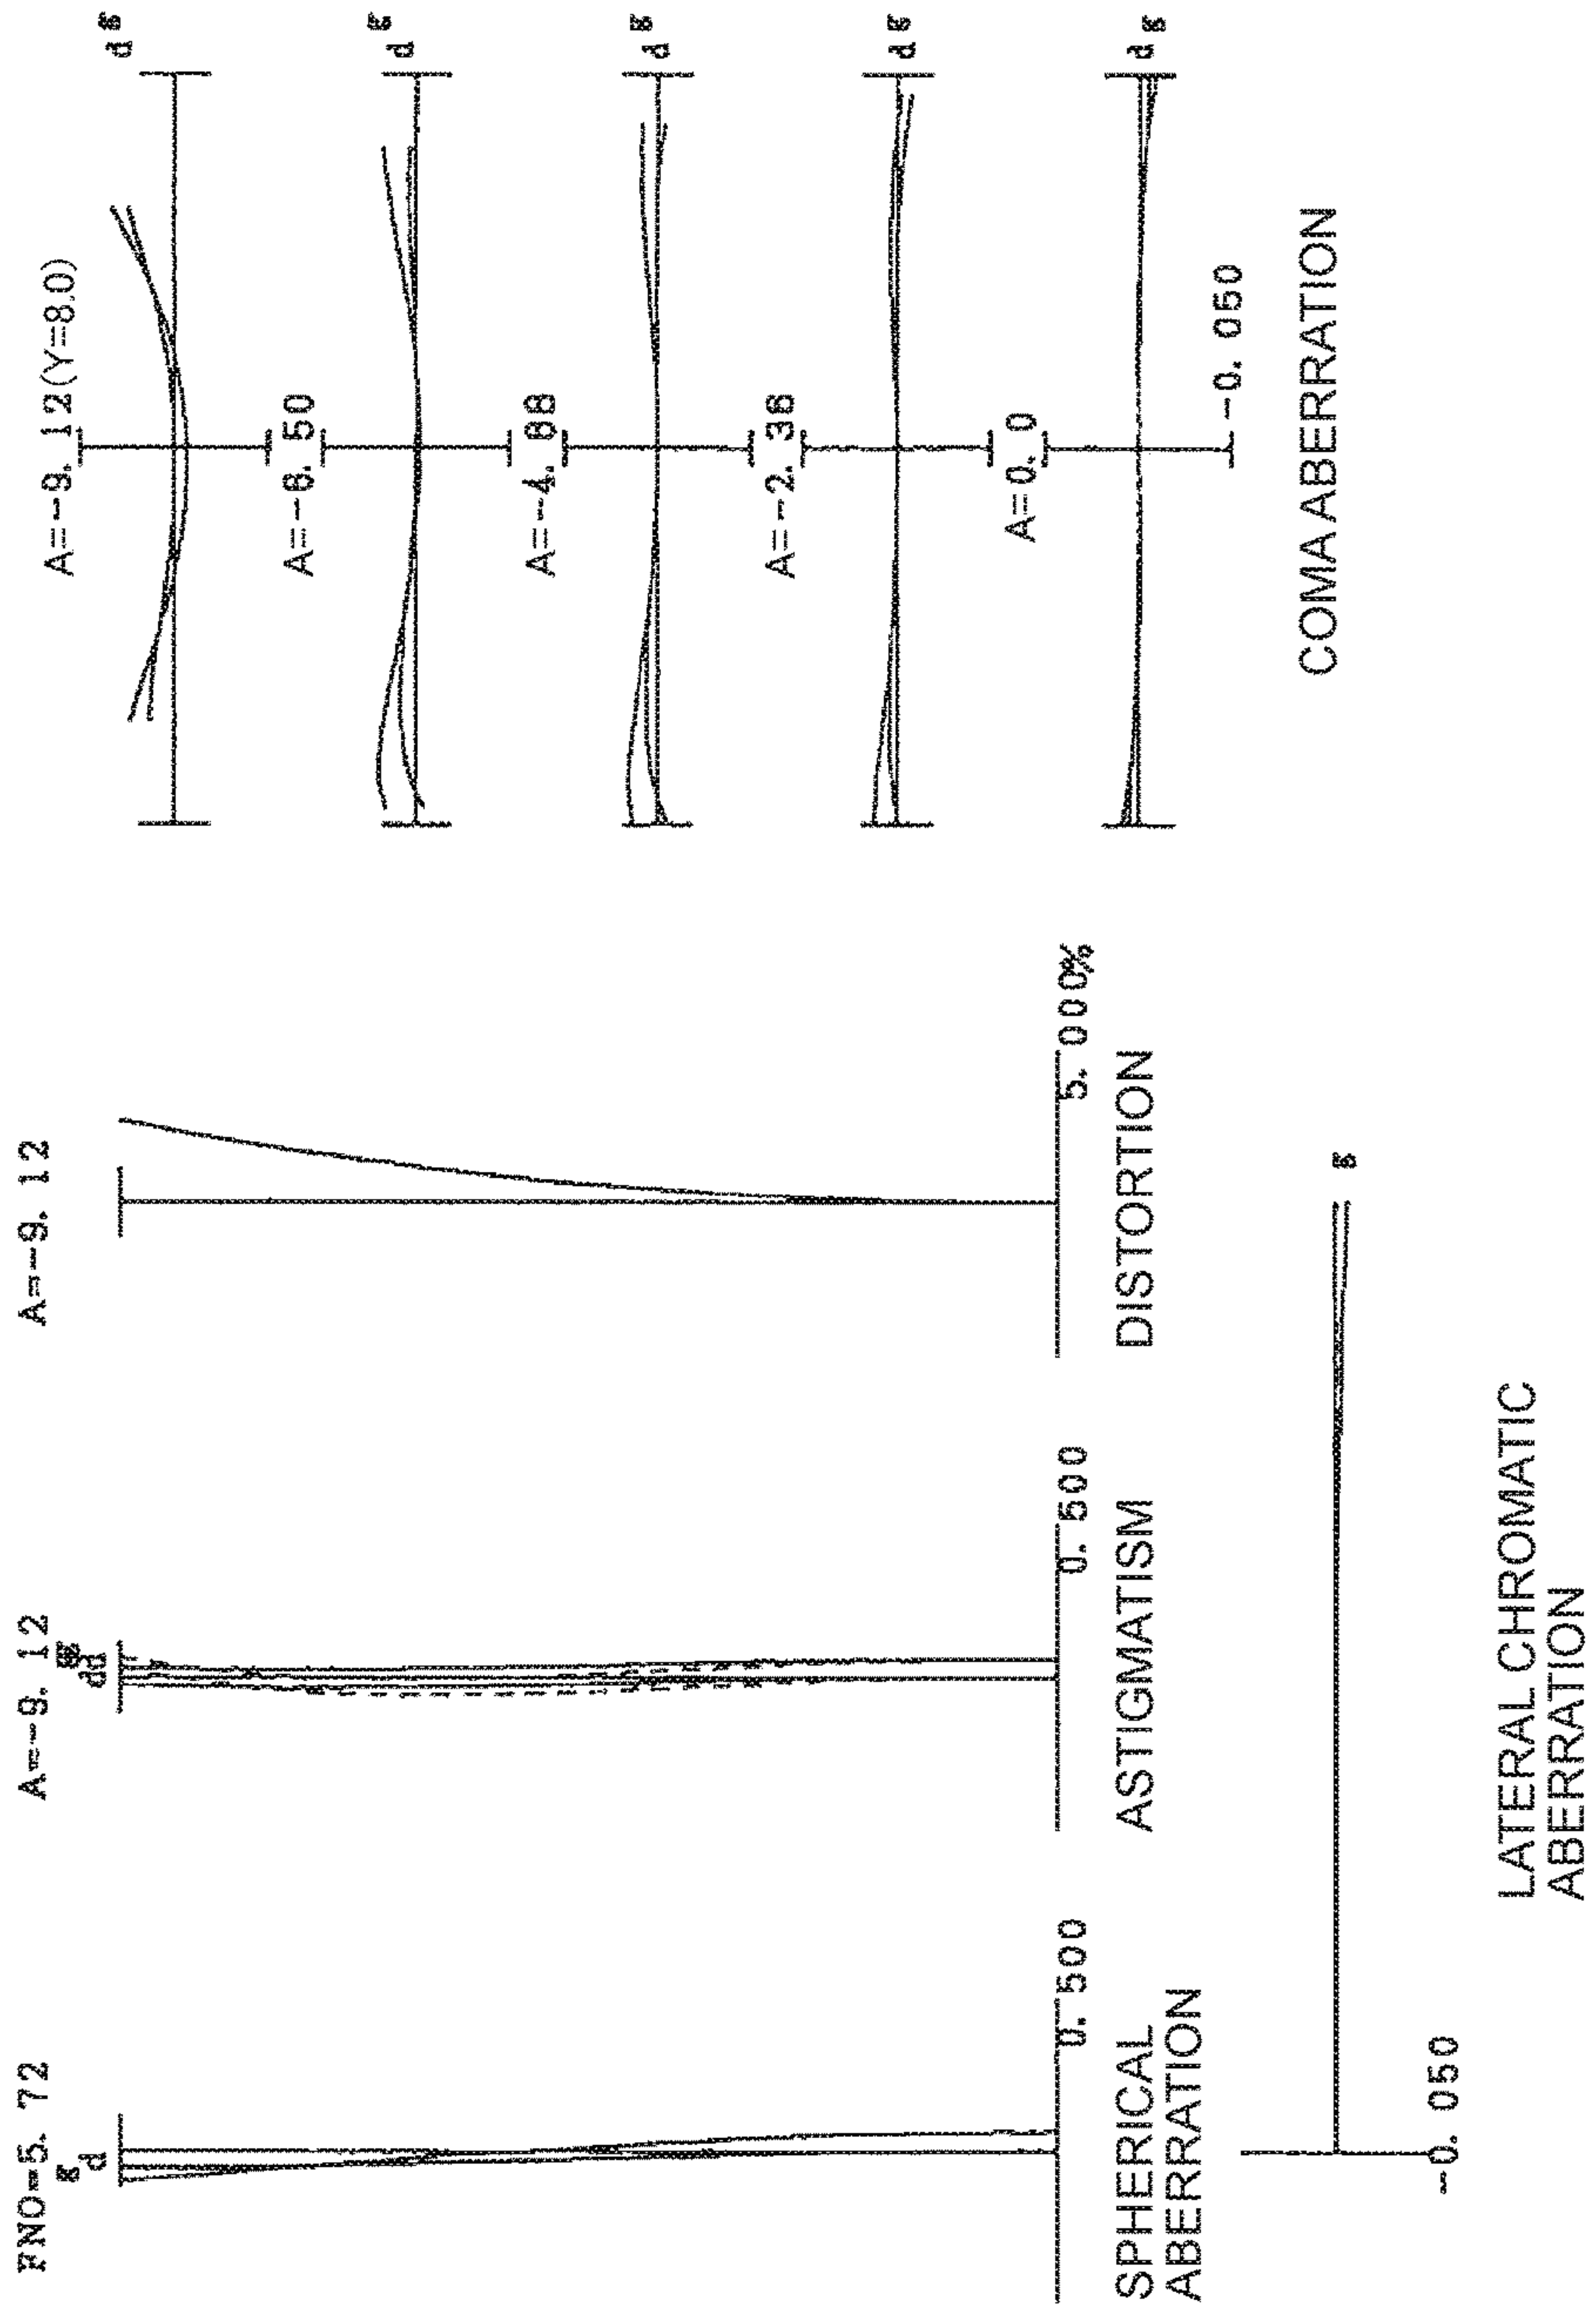 FNO=5.72
g
d
0.500
SPHERICAL
ABERRATION
A=-9.12
g
dd
0.500
ASTIGMATISM
A=-9.12
5.000%
DISTORTION
-0.050
g
LATERAL CHROMATIC
ABERRATION
A=-9.12(Y=8.0)
d g
A=-6.50
d g
A=-4.88
d g
A=-2.36
d g
A=0.0
d g
-0.050
COMA ABERRATION